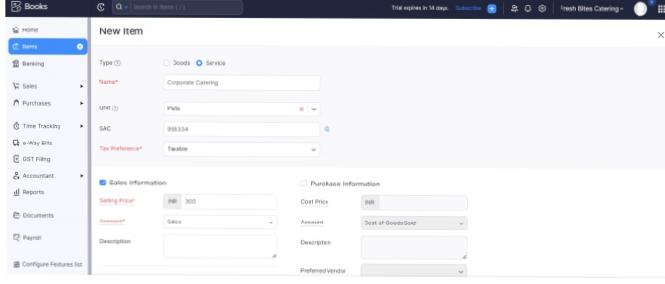 Books
Search in Items ( / )
Trial expires in 14 days. Subscribe
Fresh Bites Catering
Home
Items
Banking
Sales
Purchases
Time Tracking
e-Way Bills
GST Filing
Accountant
Reports
Documents
Payroll
Configure Features list
New Item
Type
Goods Service
Name*
Corporate Catering
Unit
SAC
Tax Preference*
Taxable
Sales Information
Selling Price*
INR 300
Account*
Sales
Description
Purchase Information
Cost Price
INR
Account
Cost of Goods Sold
Description
Preferred Vendor